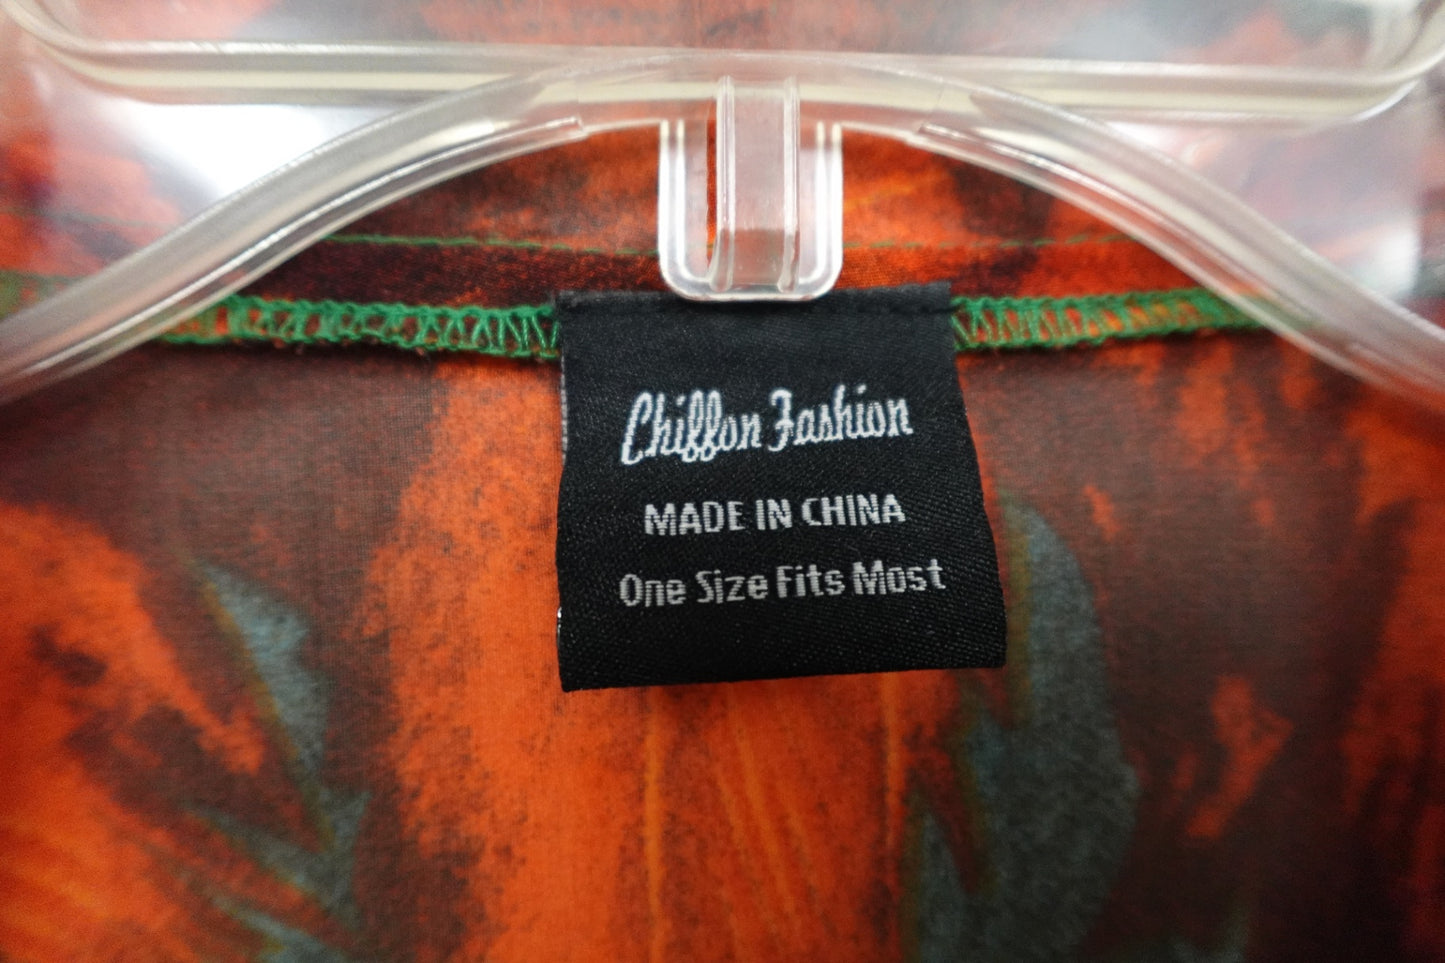 Chiffon Fashion
MADE IN CHINA
One Size Fits Most